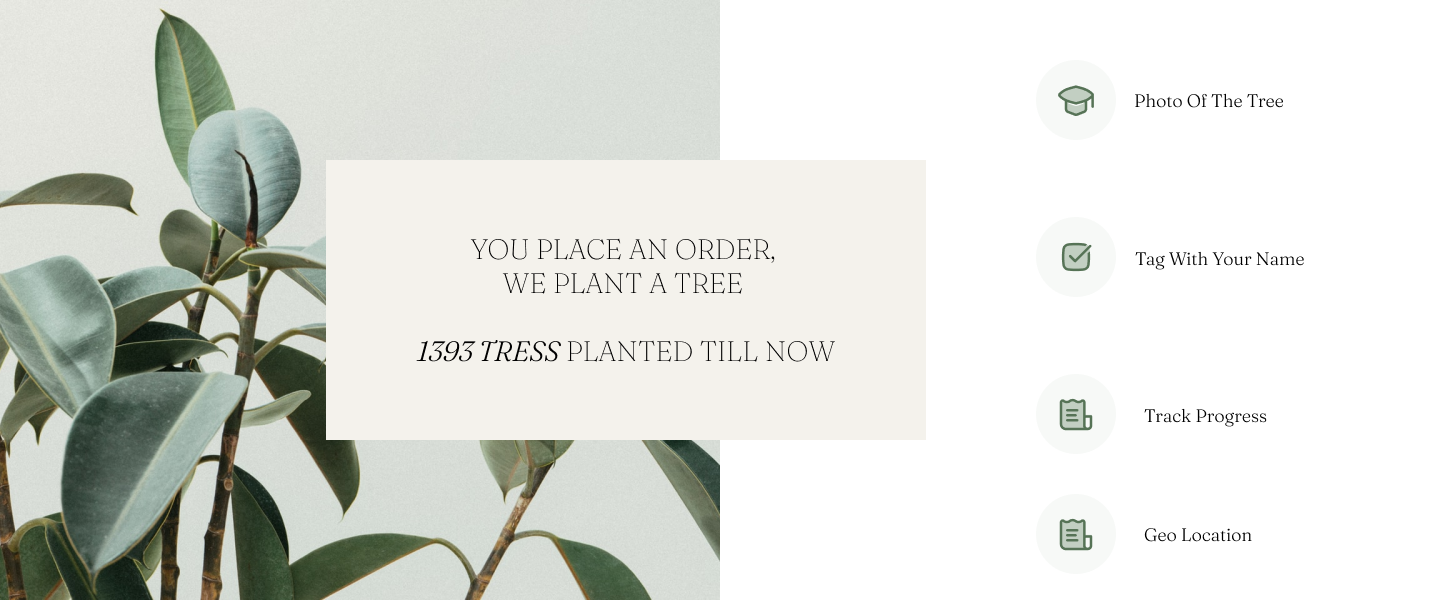 YOU PLACE AN ORDER,
WE PLANT A TREE
1393 TRESS PLANTED TILL NOW
Photo Of The Tree
Tag With Your Name
Track Progress
Geo Location